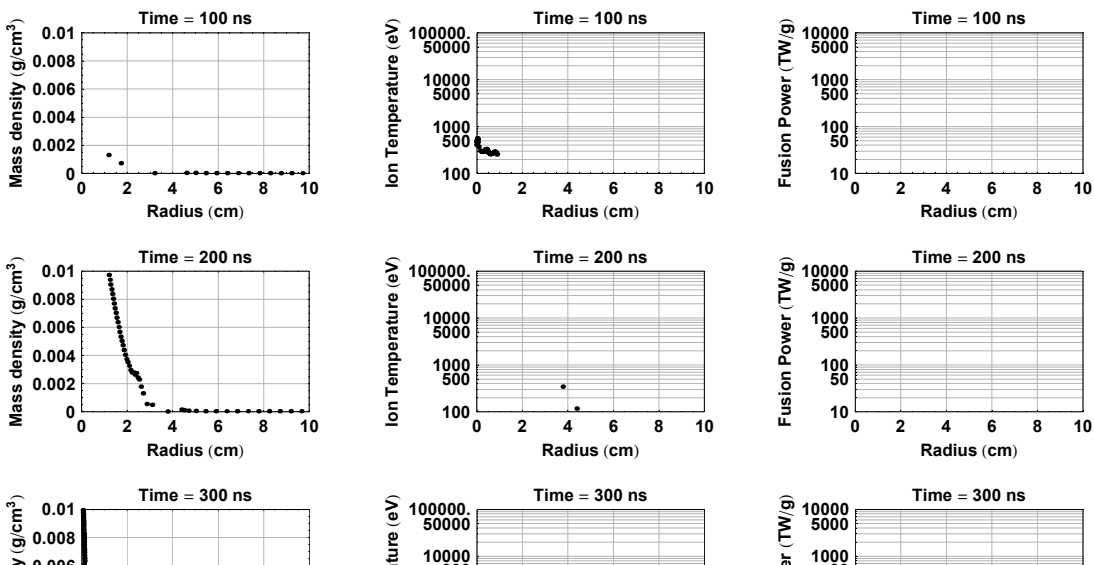 Time = 100 ns
Mass density (g/cm³)
0.01
0.008
0.006
0.004
0.002
0
0 2 4 6 8 10
Radius (cm)
Time = 100 ns
Ion Temperature (eV)
100000.
50000
10000
5000
1000
500
100
0 2 4 6 8 10
Radius (cm)
Time = 100 ns
Fusion Power (TW/g)
10000
5000
1000
500
100
50
10
0 2 4 6 8 10
Radius (cm)
Time = 200 ns
Mass density (g/cm³)
0.01
0.008
0.006
0.004
0.002
0
0 2 4 6 8 10
Radius (cm)
Time = 200 ns
Ion Temperature (eV)
100000.
50000
10000
5000
1000
500
100
0 2 4 6 8 10
Radius (cm)
Time = 200 ns
Fusion Power (TW/g)
10000
5000
1000
500
100
50
10
0 2 4 6 8 10
Radius (cm)
Time = 300 ns
(g/cm³)
0.01
0.008
0.006
Time = 300 ns
(eV)
100000.
50000
10000
Time = 300 ns
(TW/g)
10000
5000
1000